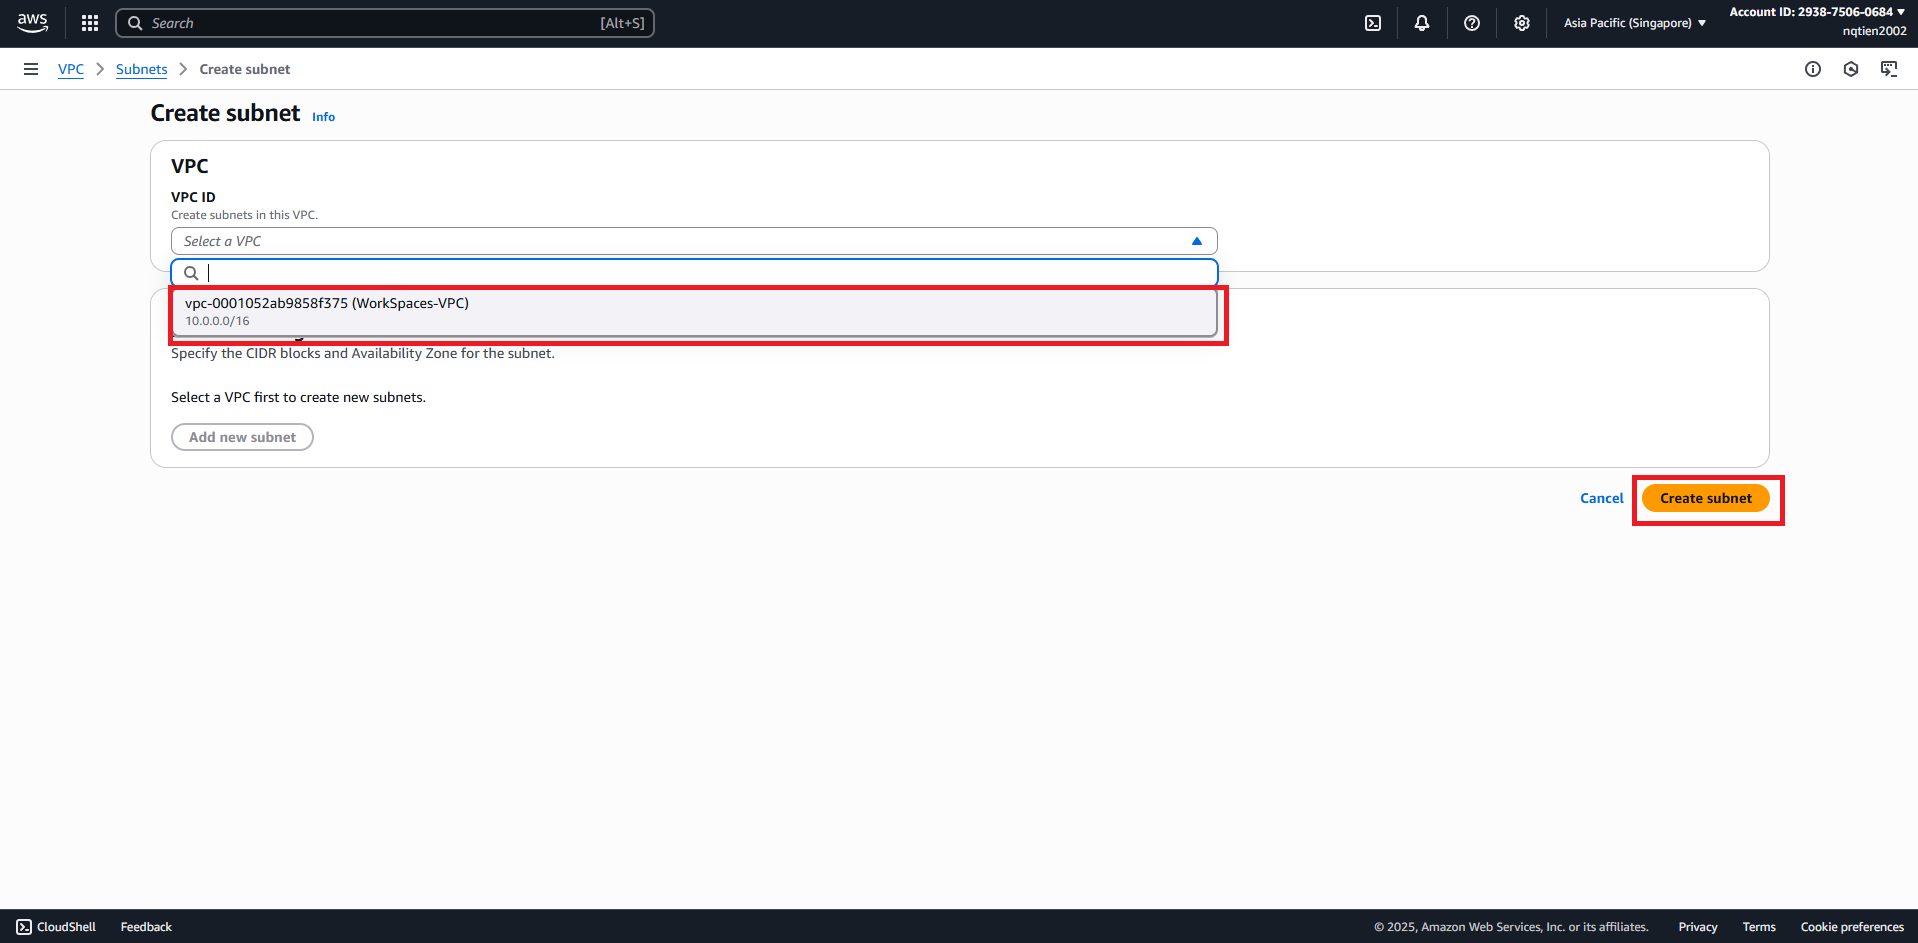 aws
Search [Alt+S]
Asia Pacific (Singapore)
Account ID: 2938-7506-0684
nqtien2002
VPC Subnets Create subnet
Create subnet Info
VPC
VPC ID
Create subnets in this VPC.
Select a VPC
vpc-0001052ab9858f375 (WorkSpaces-VPC)
10.0.0.0/16
Specify the CIDR blocks and Availability Zone for the subnet.
Select a VPC first to create new subnets.
Add new subnet
Cancel Create subnet
CloudShell Feedback © 2025, Amazon Web Services, Inc. or its affiliates. Privacy Terms Cookie preferences